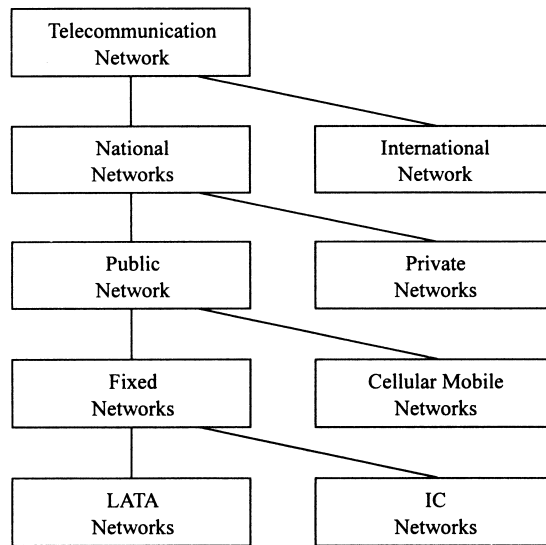 Telecommunication
Network
National
Networks
International
Network
Public
Network
Private
Networks
Fixed
Networks
Cellular Mobile
Networks
LATA
Networks
IC
Networks